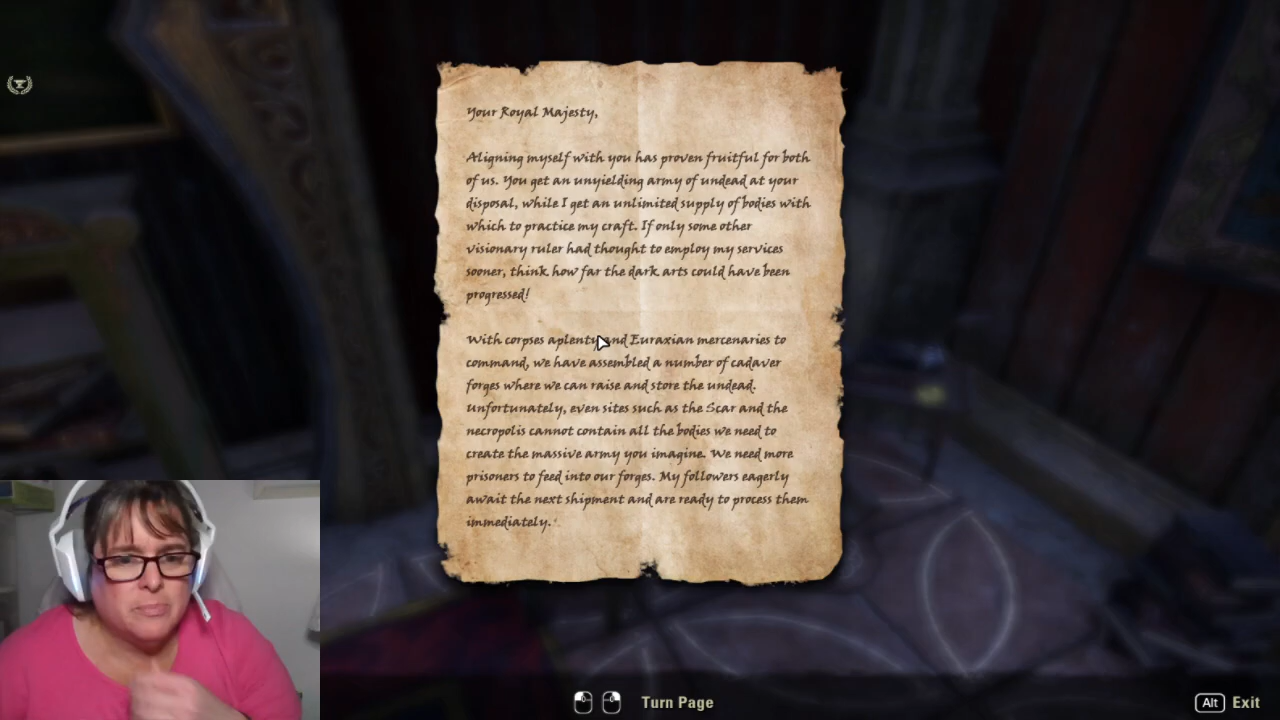 Your Royal Majesty,
Aligning myself with you has proven fruitful for both
of us. You get an unyielding army of undead at your
disposal, while I get an unlimited supply of bodies with
which to practice my craft. If only some other
visionary ruler had thought to employ my services
sooner, think how far the dark arts could have been
progressed!
With corpses aplenty and Euraxian mercenaries to
command, we have assembled a number of cadaver
forges where we can raise and store the undead.
Unfortunately, even sites such as the Scar and the
necropolis cannot contain all the bodies we need to
create the massive army you imagine. We need more
prisoners to feed into our forges. My followers eagerly
await the next shipment and are ready to process them
immediately.
Turn Page
Alt Exit